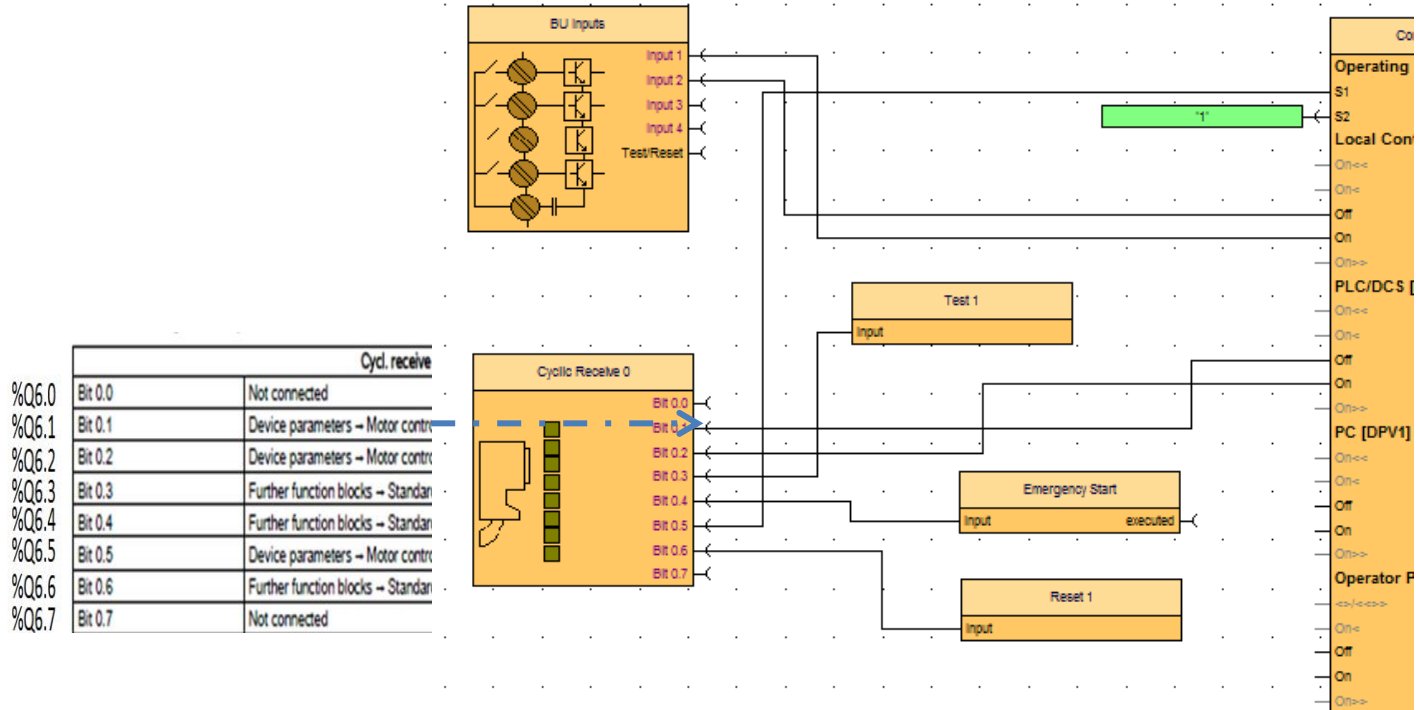 BU Inputs
Input 1
Input 2
Input 3
Input 4
Test/Reset
Cyclic Receive 0
Bit 0.0
Bit 0.1
Bit 0.2
Bit 0.3
Bit 0.4
Bit 0.5
Bit 0.6
Bit 0.7
Test 1
Input
Emergency Start
Input executed
Reset 1
Input
"1"
Operating
S1
S2
Local Cont
On<<
On<
Off
On
On>>
PLC/DCS [
On<<
On<
Off
On
On>>
PC [DPV1]
On<<
On<
Off
On
On>>
Operator P
<>/<<>>
On<
Off
On
On>>
Cycl. receive
%Q6.0 Bit 0.0 Not connected
%Q6.1 Bit 0.1 Device parameters → Motor contro
%Q6.2 Bit 0.2 Device parameters → Motor contro
%Q6.3 Bit 0.3 Further function blocks → Standar
%Q6.4 Bit 0.4 Further function blocks → Standar
%Q6.5 Bit 0.5 Device parameters → Motor contro
%Q6.6 Bit 0.6 Further function blocks → Standar
%Q6.7 Bit 0.7 Not connected